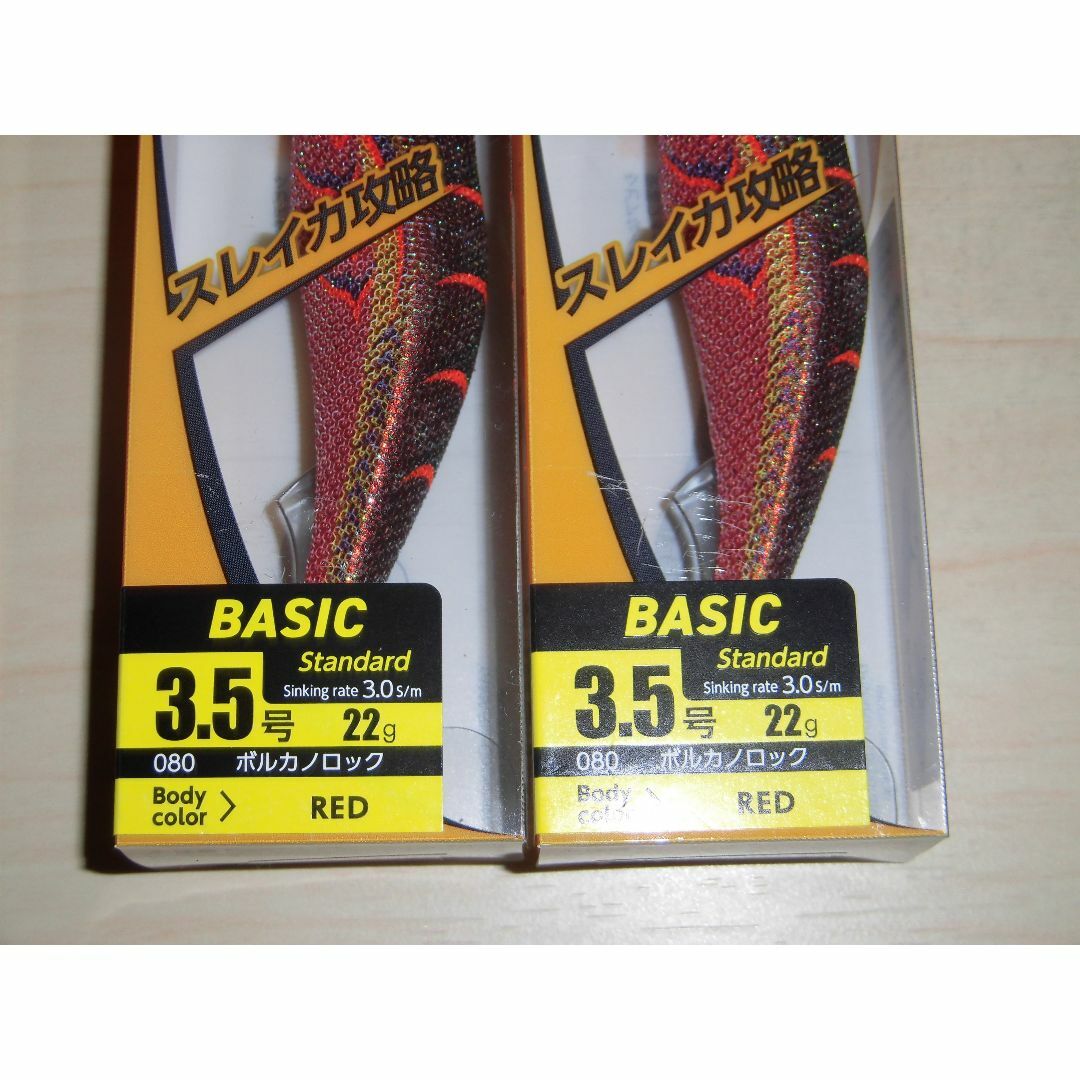 スレイカ攻略
BASIC
Standard
3.5号
Sinking rate 3.0 S/m
22g
080 ボルカノロック
Body color > RED
スレイカ攻略
BASIC
Standard
3.5号
Sinking rate 3.0 S/m
22g
080 ボルカノロック
Body color > RED